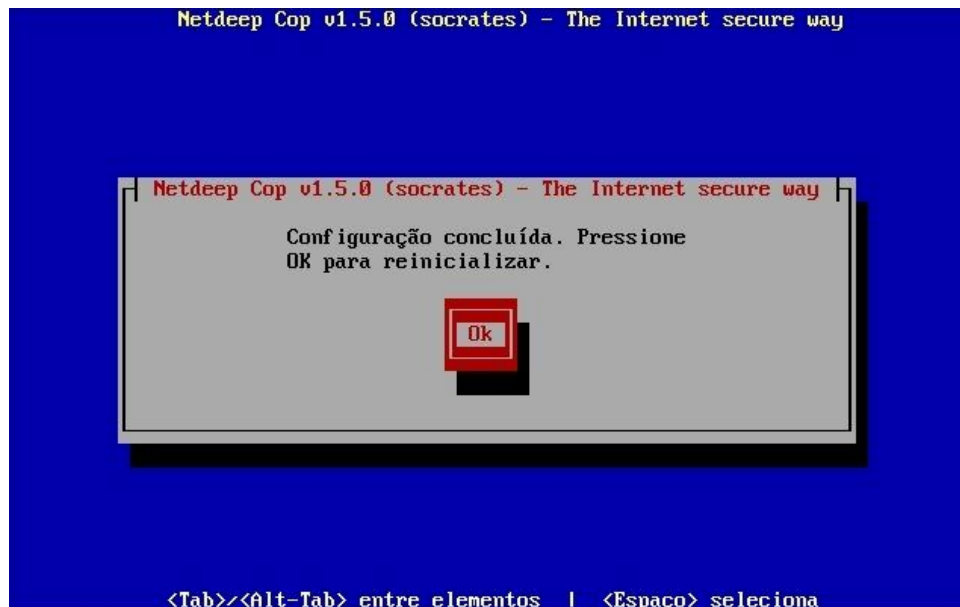 Netdeep Cop v1.5.0 (socrates) - The Internet secure way
Netdeep Cop v1.5.0 (socrates) - The Internet secure way
Configuração concluída. Pressione
OK para reinicializar.
Ok
<Tab>/<Alt-Tab> entre elementos | <Espaco> seleciona